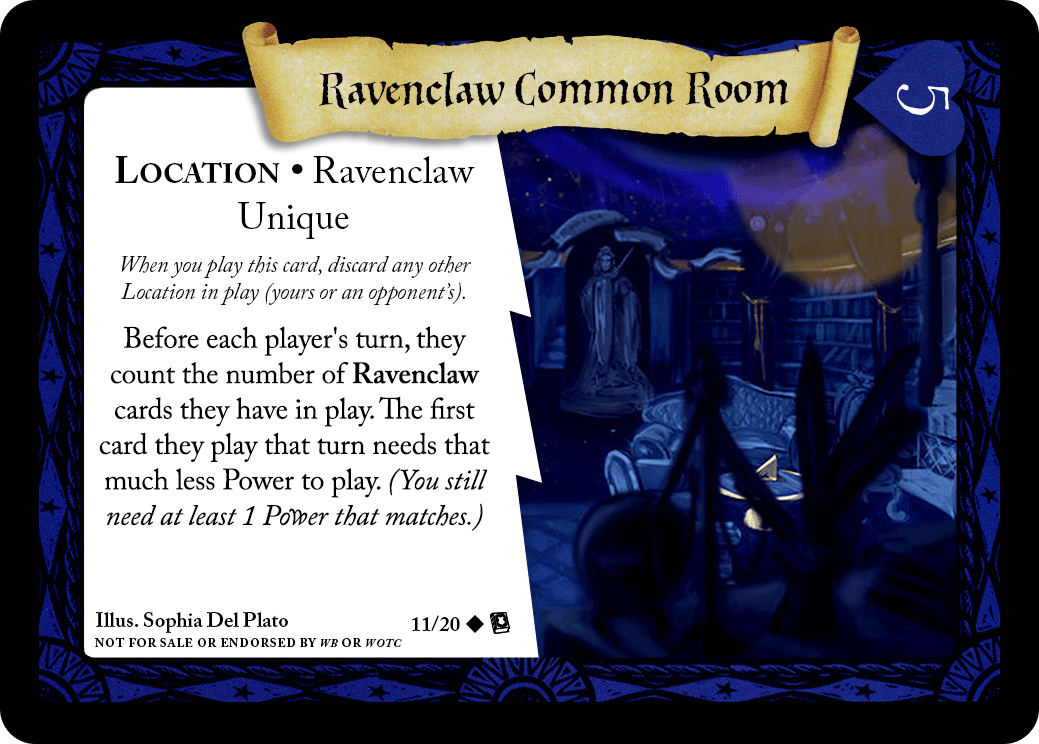 Ravenclaw Common Room
5
LOCATION • Ravenclaw
Unique
When you play this card, discard any other
Location in play (yours or an opponent's).
Before each player's turn, they
count the number of Ravenclaw
cards they have in play. The first
card they play that turn needs that
much less Power to play. (You still
need at least 1 Power that matches.)
Illus. Sophia Del Plato
11/20
NOT FOR SALE OR ENDORSED BY WB OR WOTC